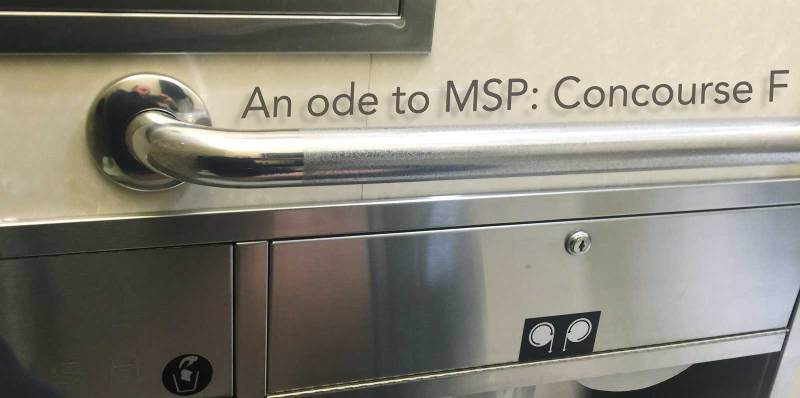 An ode to MSP: Concourse F